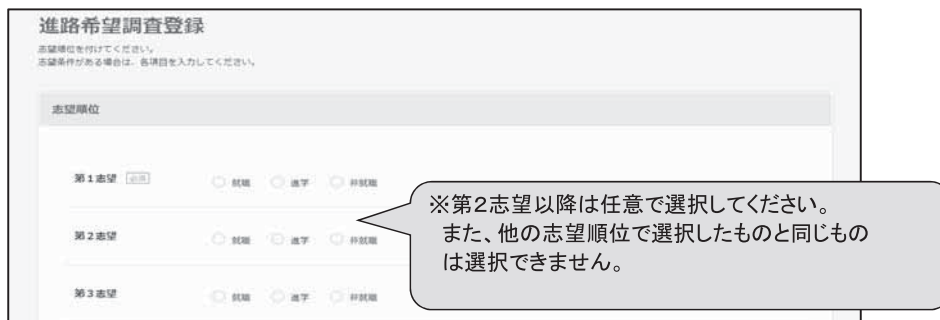 進路希望調査登録
志望順位を付けてください。
志望条件がある場合は、各項目を入力してください。
志望順位
第1志望 必須 就職 進学 非就職
※第2志望以降は任意で選択してください。
また、他の志望順位で選択したものと同じもの
は選択できません。
第2志望 就職 進学 非就職
第3志望 就職 進学 非就職